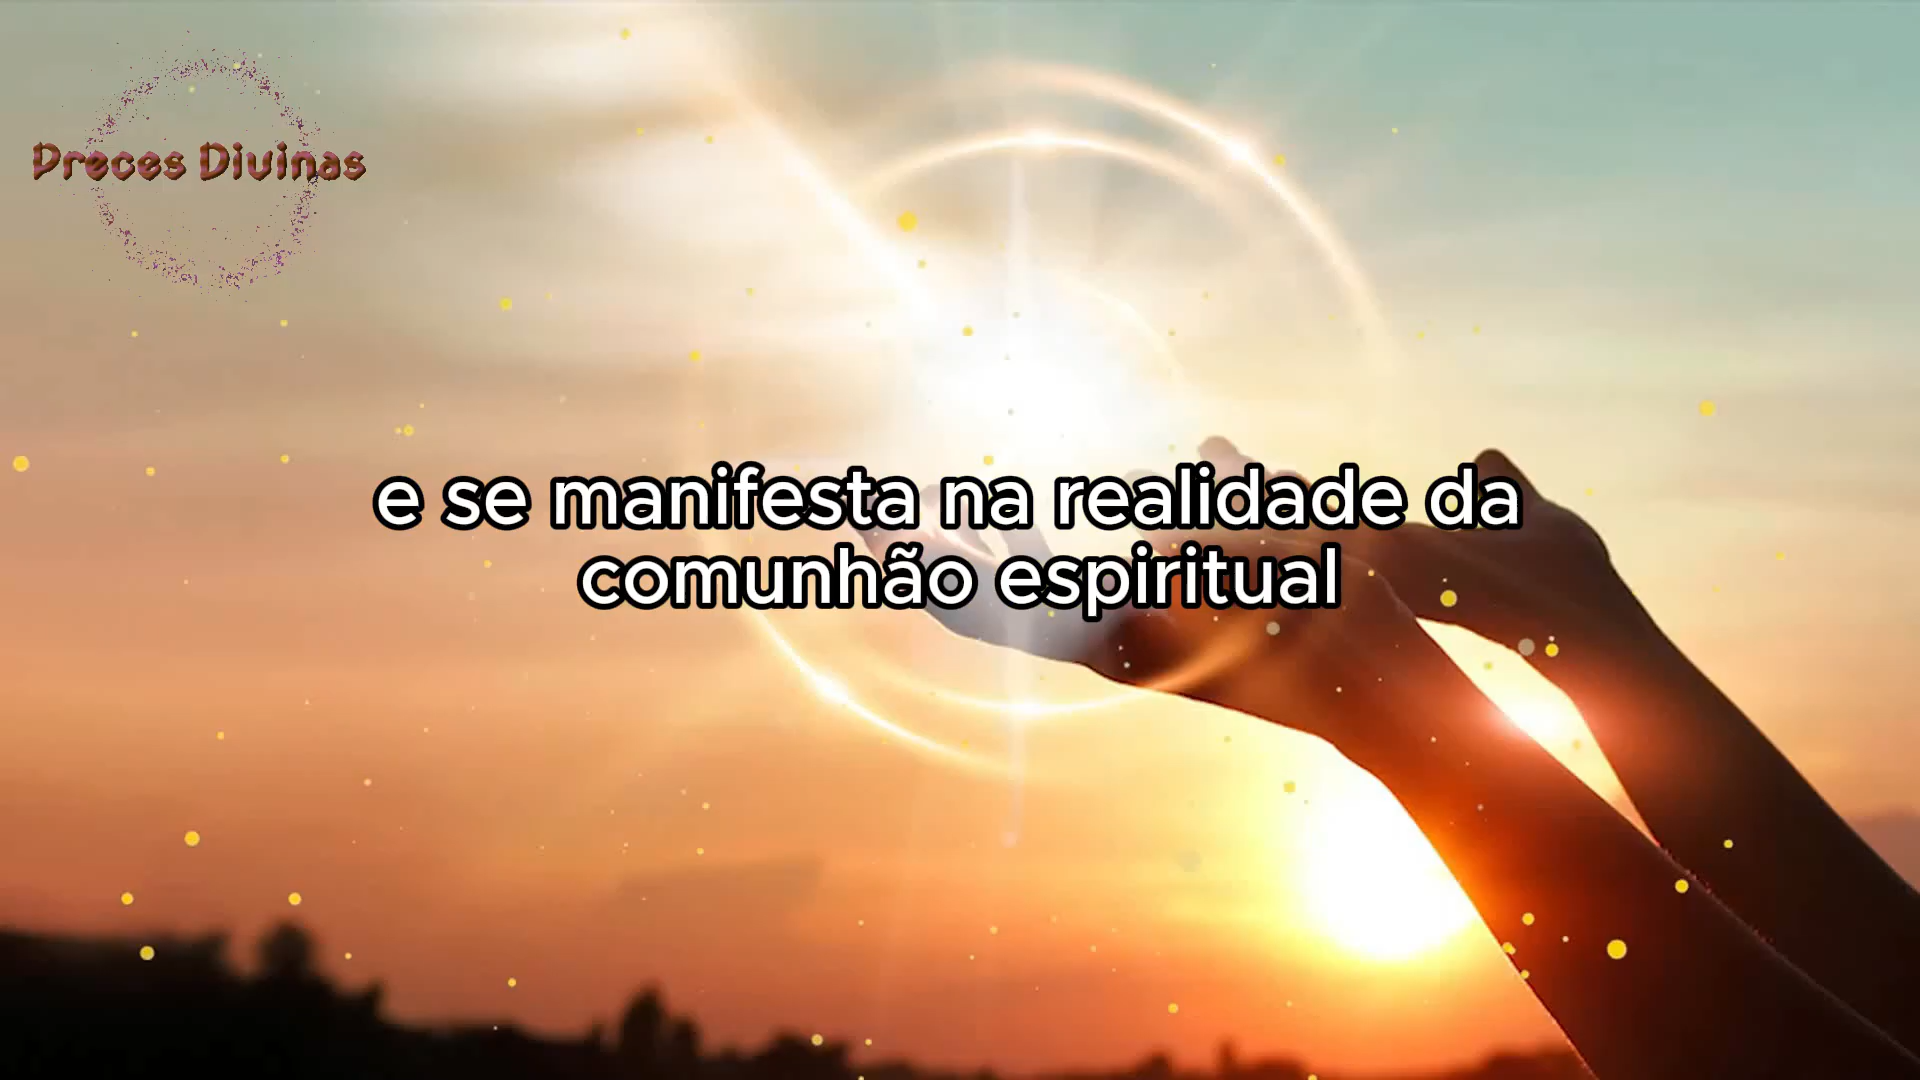 Preces Divinas
e se manifesta na realidade da
comunhão espiritual